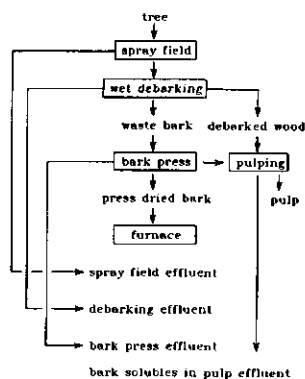 tree
spray field
wet debarking
waste bark debarked wood
bark press pulping
pulp
press dried bark
furnace
spray field effluent
debarking effluent
bark press effluent
bark solubles in pulp effluent